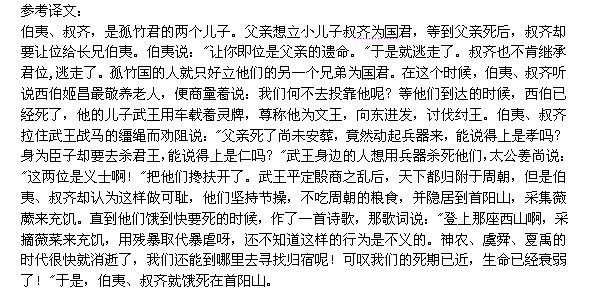 参考译文：
伯夷、叔齐，是孤竹君的两个儿子。父亲想立小儿子叔齐为国君，等到父亲死后，叔齐却
要让位给长兄伯夷。伯夷说："让你即位是父亲的遗命。"于是就逃走了。叔齐也不肯继承
君位,逃走了。孤竹国的人就只好立他们的另一个兄弟为国君。在这个时候，伯夷、叔齐听
说西伯姬昌最敬养老人，便商量着说：我们何不去投靠他呢？等他们到达的时候，西伯已
经死了，他的儿子武王用车载着灵牌，尊称他为文王，向东进发，讨伐纣王。伯夷、叔齐
拉住武王战马的缰绳而劝阻说："父亲死了尚未安葬，竟然动起兵器来，能说得上是孝吗？
身为臣子却要去杀君王,能说得上是仁吗？"武王身边的人想用兵器杀死他们,太公姜尚说：
"这两位是义士啊！"把他们搀扶开了。武王平定殷商之乱后，天下都归附于周朝，但是伯
夷、叔齐却认为这样做可耻，他们坚持节操，不吃周朝的粮食，并隐居到首阳山，采集薇
蕨来充饥。直到他们饿到快要死的时候，作了一首诗歌，那歌词说："登上那座西山啊，采
摘薇菜来充饥，用残暴取代暴虐呀，还不知道这样的行为是不义的。神农、虞舜、夏禹的
时代很快就消逝了，我们还能到哪里去寻找归宿呢！可叹我们的死期已近，生命已经衰弱
了！"于是，伯夷、叔齐就饿死在首阳山。